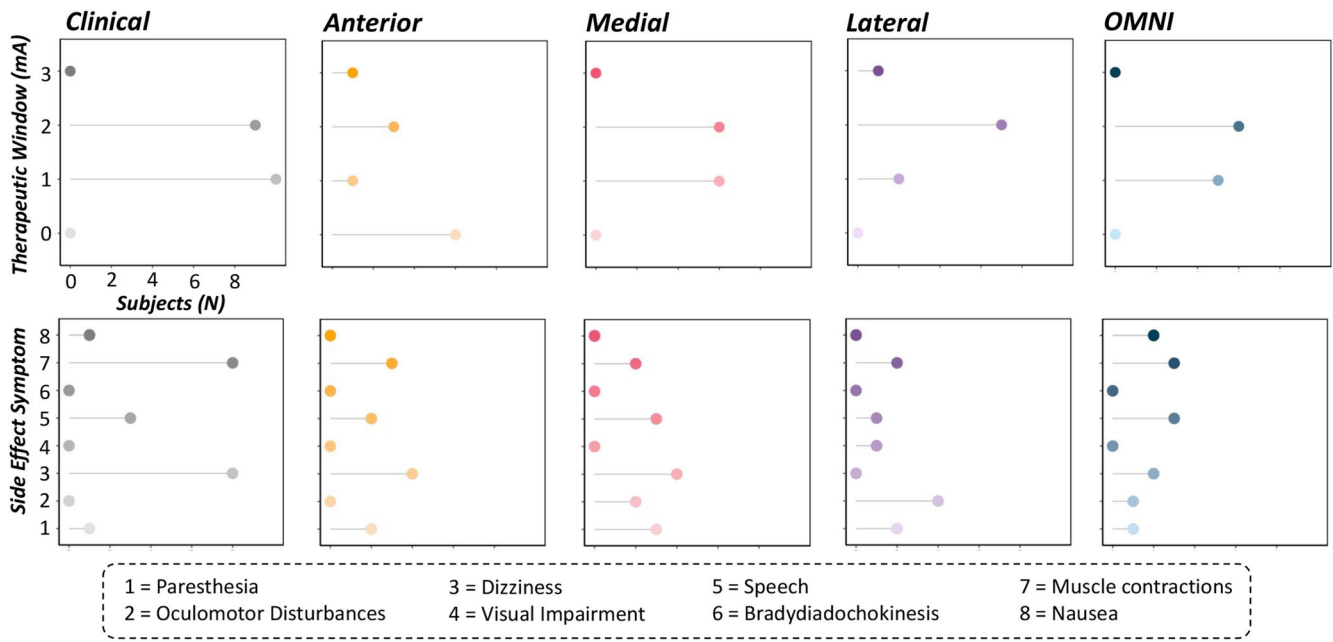 Clinical Anterior Medial Lateral OMNI
Therapeutic Window (mA)
3
2
1
0
0 2 4 6 8
Subjects (N)
Side Effect Symptom
8
7
6
5
4
3
2
1
1 = Paresthesia 3 = Dizziness 5 = Speech 7 = Muscle contractions
2 = Oculomotor Disturbances 4 = Visual Impairment 6 = Bradydiadochokinesis 8 = Nausea